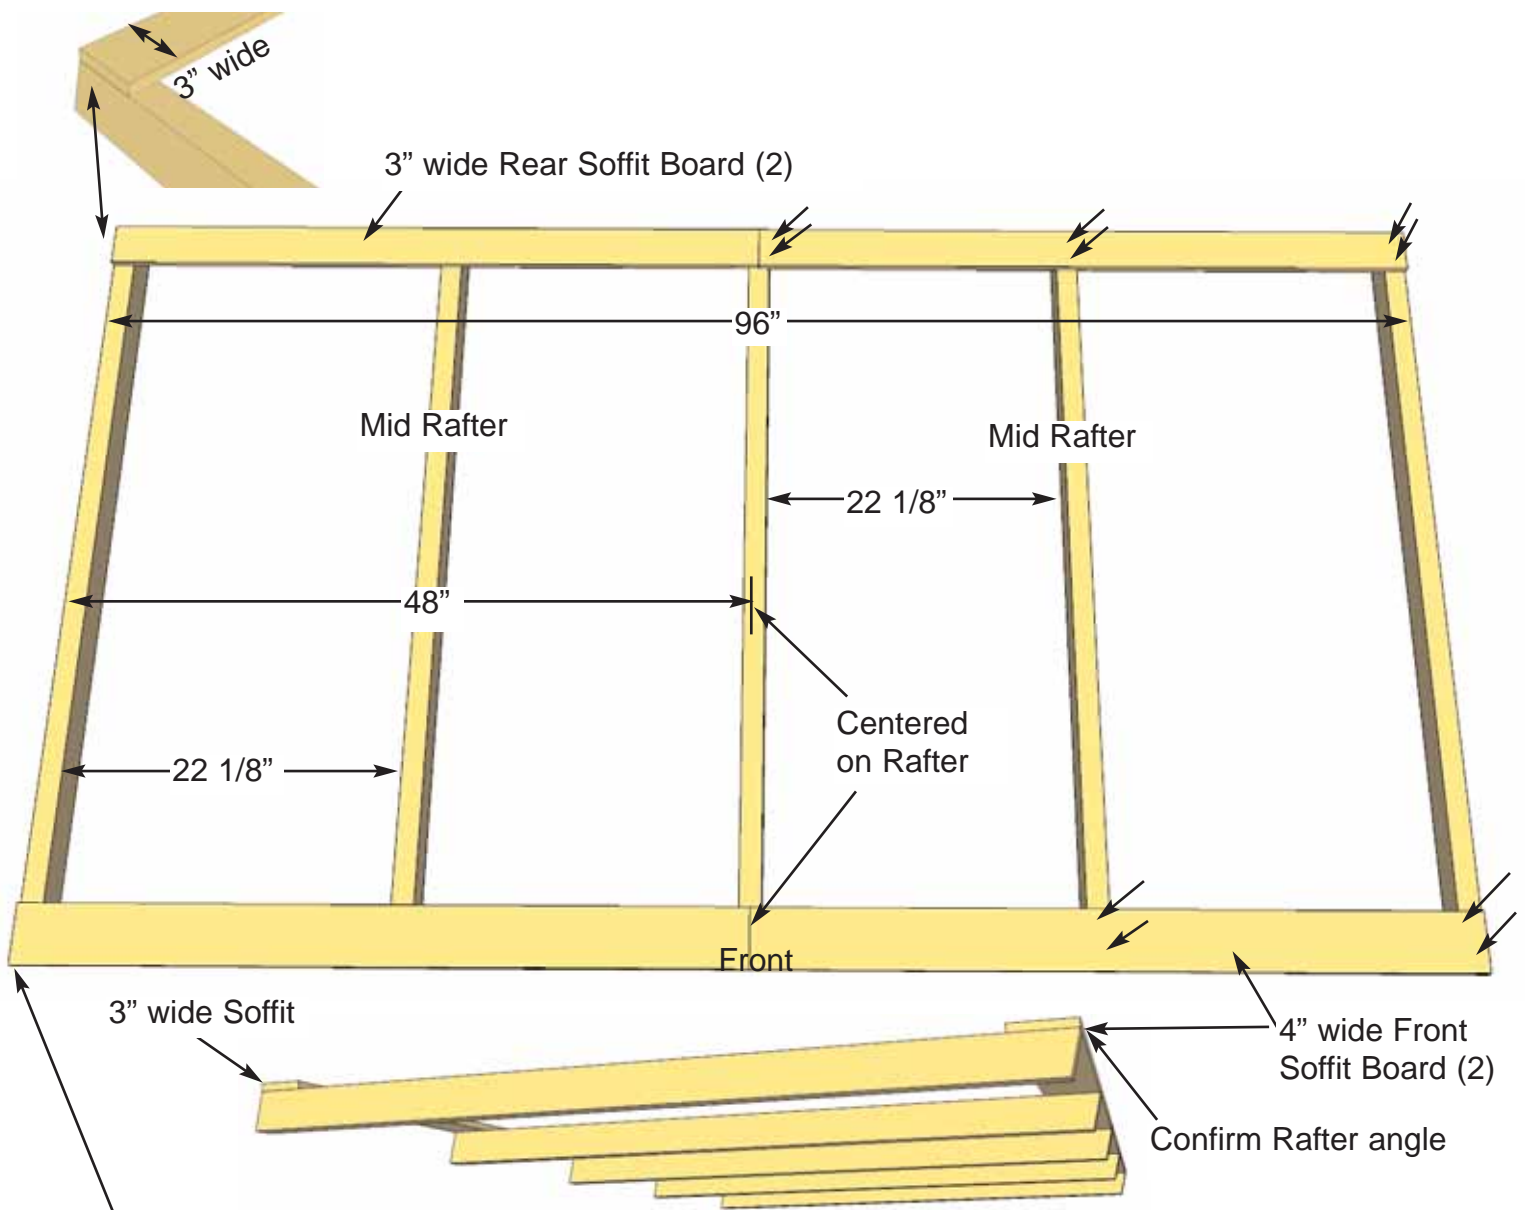 3” wide
3” wide Rear Soffit Board (2)
96”
Mid Rafter
Mid Rafter
22 1/8”
48”
Centered
on Rafter
22 1/8”
Front
3” wide Soffit
4” wide Front
Soffit Board (2)
Confirm Rafter angle